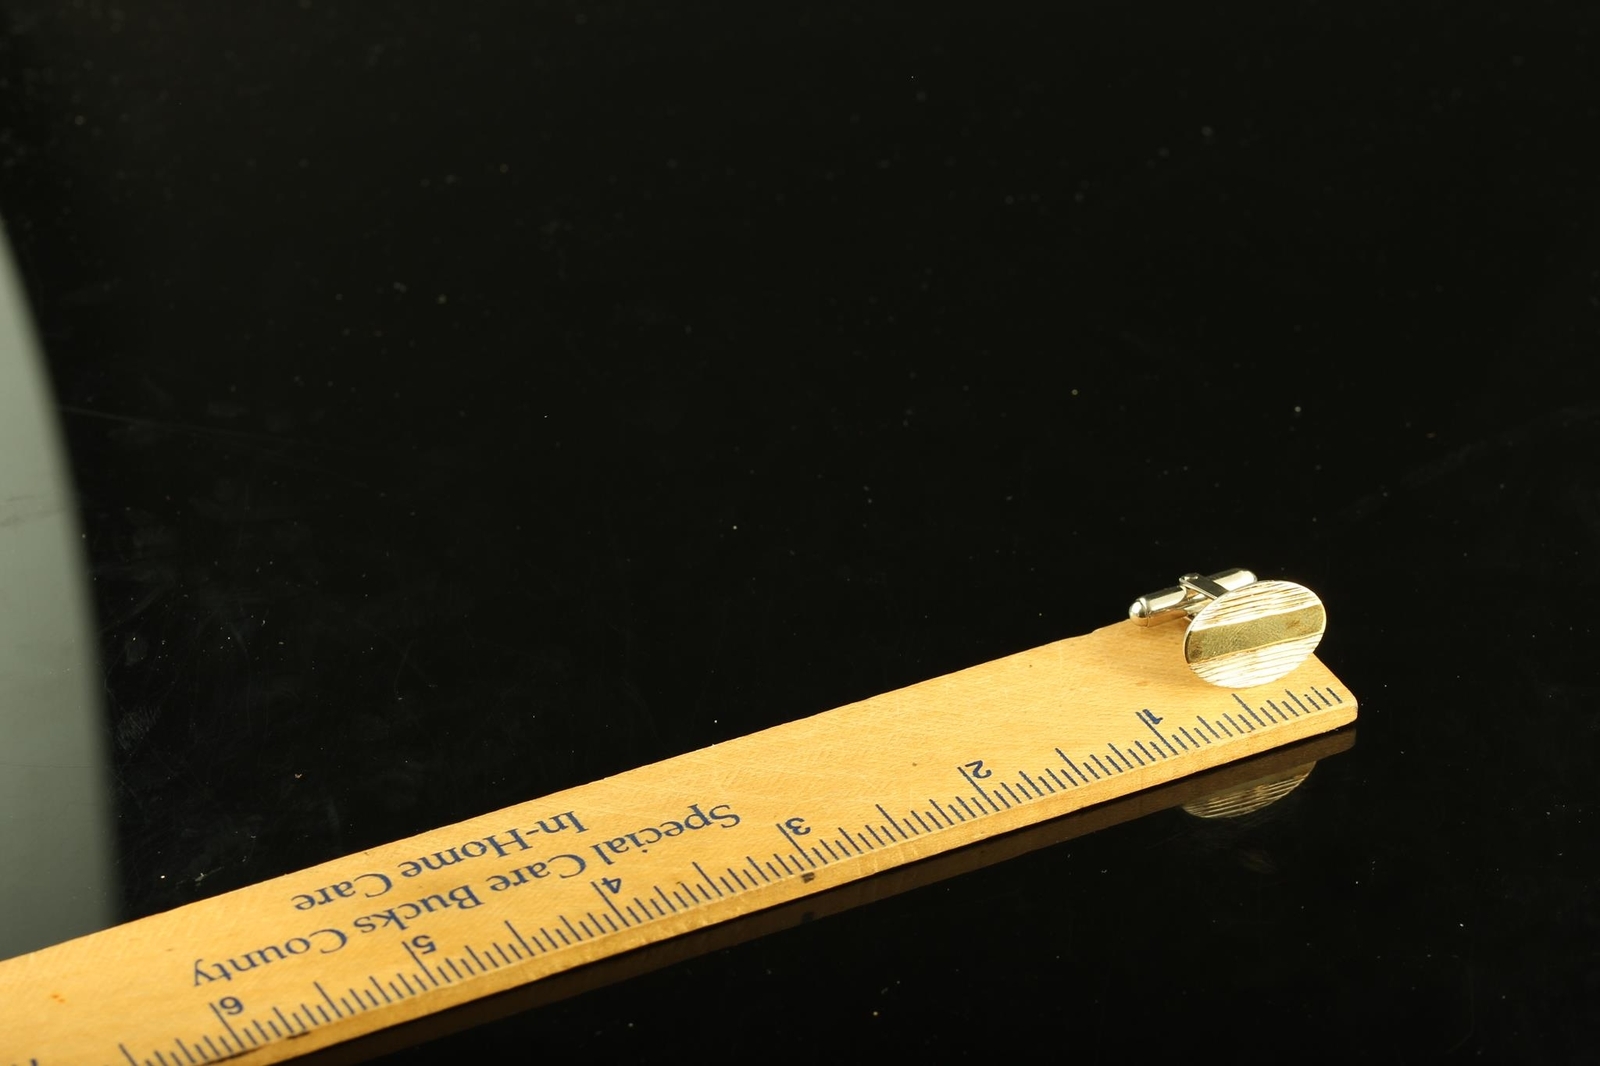 1 2 3 4 5 6
Special Care Bucks County
In-Home Care